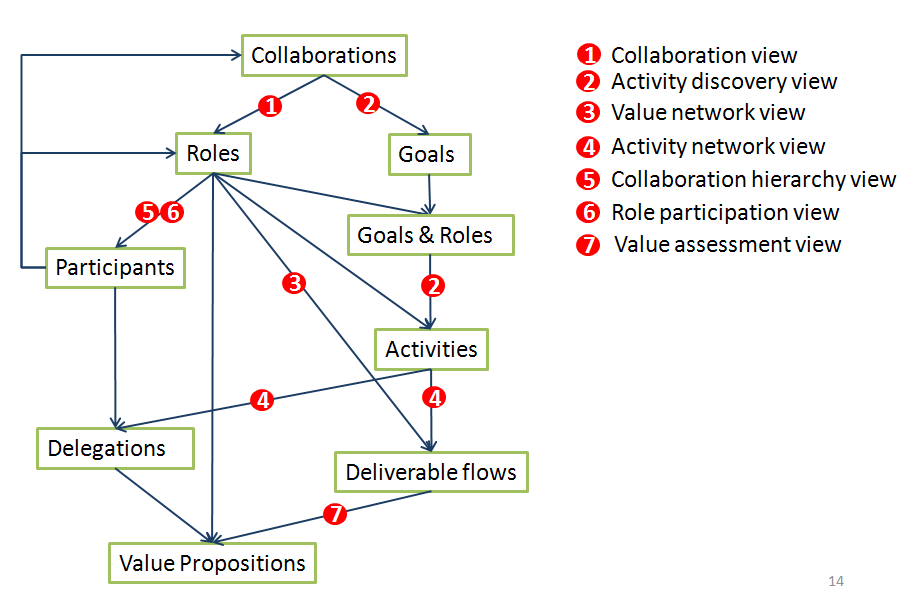 Collaborations
1 Collaboration view
2 Activity discovery view
1
2
3 Value network view
Roles
Goals
4 Activity network view
5 Collaboration hierarchy view
5 6
6 Role participation view
Goals & Roles
7 Value assessment view
Participants
3
2
Activities
4
4
Delegations
Deliverable flows
7
Value Propositions
14